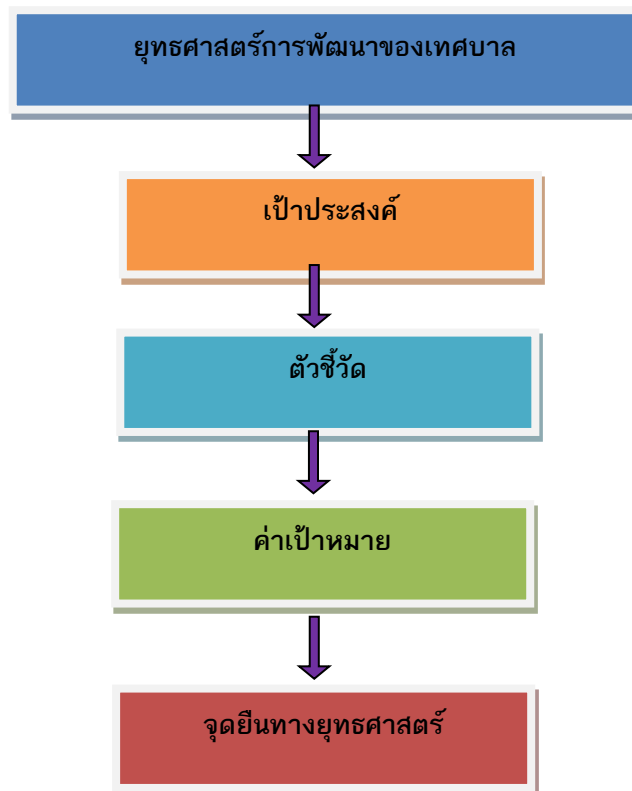 ยุทธศาสตร์การพัฒนาของเทศบาล
เป้าประสงค์
ตัวชี้วัด
ค่าเป้าหมาย
จุดยืนทางยุทธศาสตร์